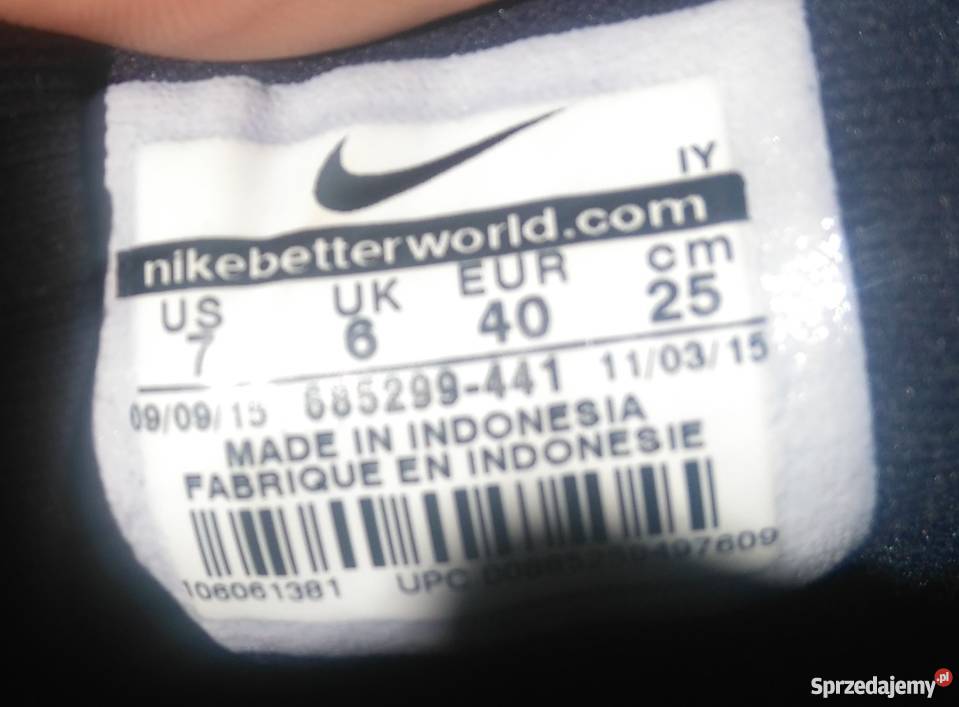 IY
nikebetterworld.com
US UK EUR cm
7 6 40 25
09/09/15 685299-441 11/03/15
MADE IN INDONESIA
FABRIQUE EN INDONESIE
106061381 UPC
Sprzedajemy.pl